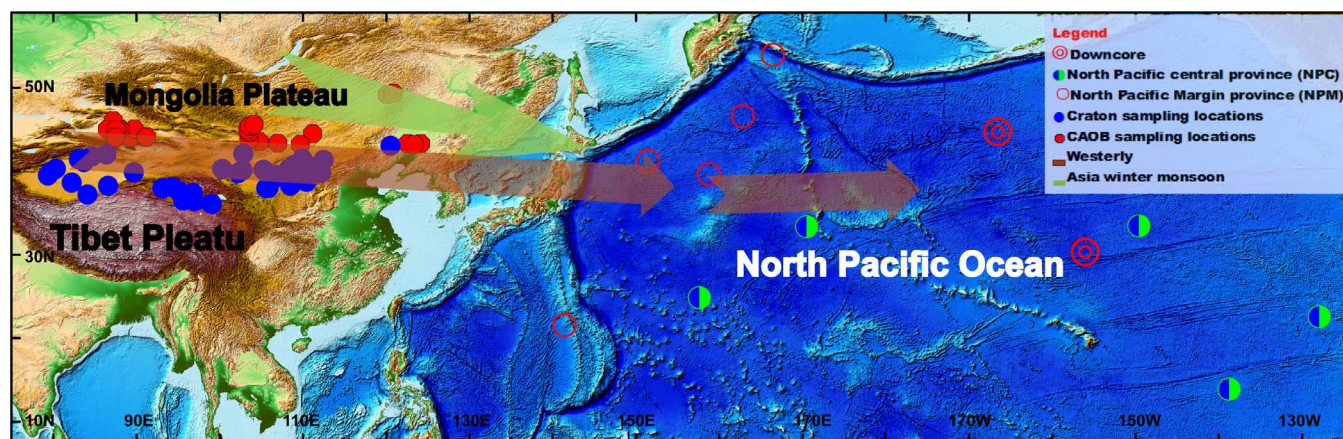 50N
30N
10N
90E
110E
130E
150E
170E
170W
150W
130W
Mongolla Plateau
Tibet Pleatu
North Pacific Ocean
Legend
Downcore
North Pacific central province (NPC)
North Pacific Margin province (NPM)
Craton sampling locations
CAOB sampling locations
Westerly
Asia winter monsoon